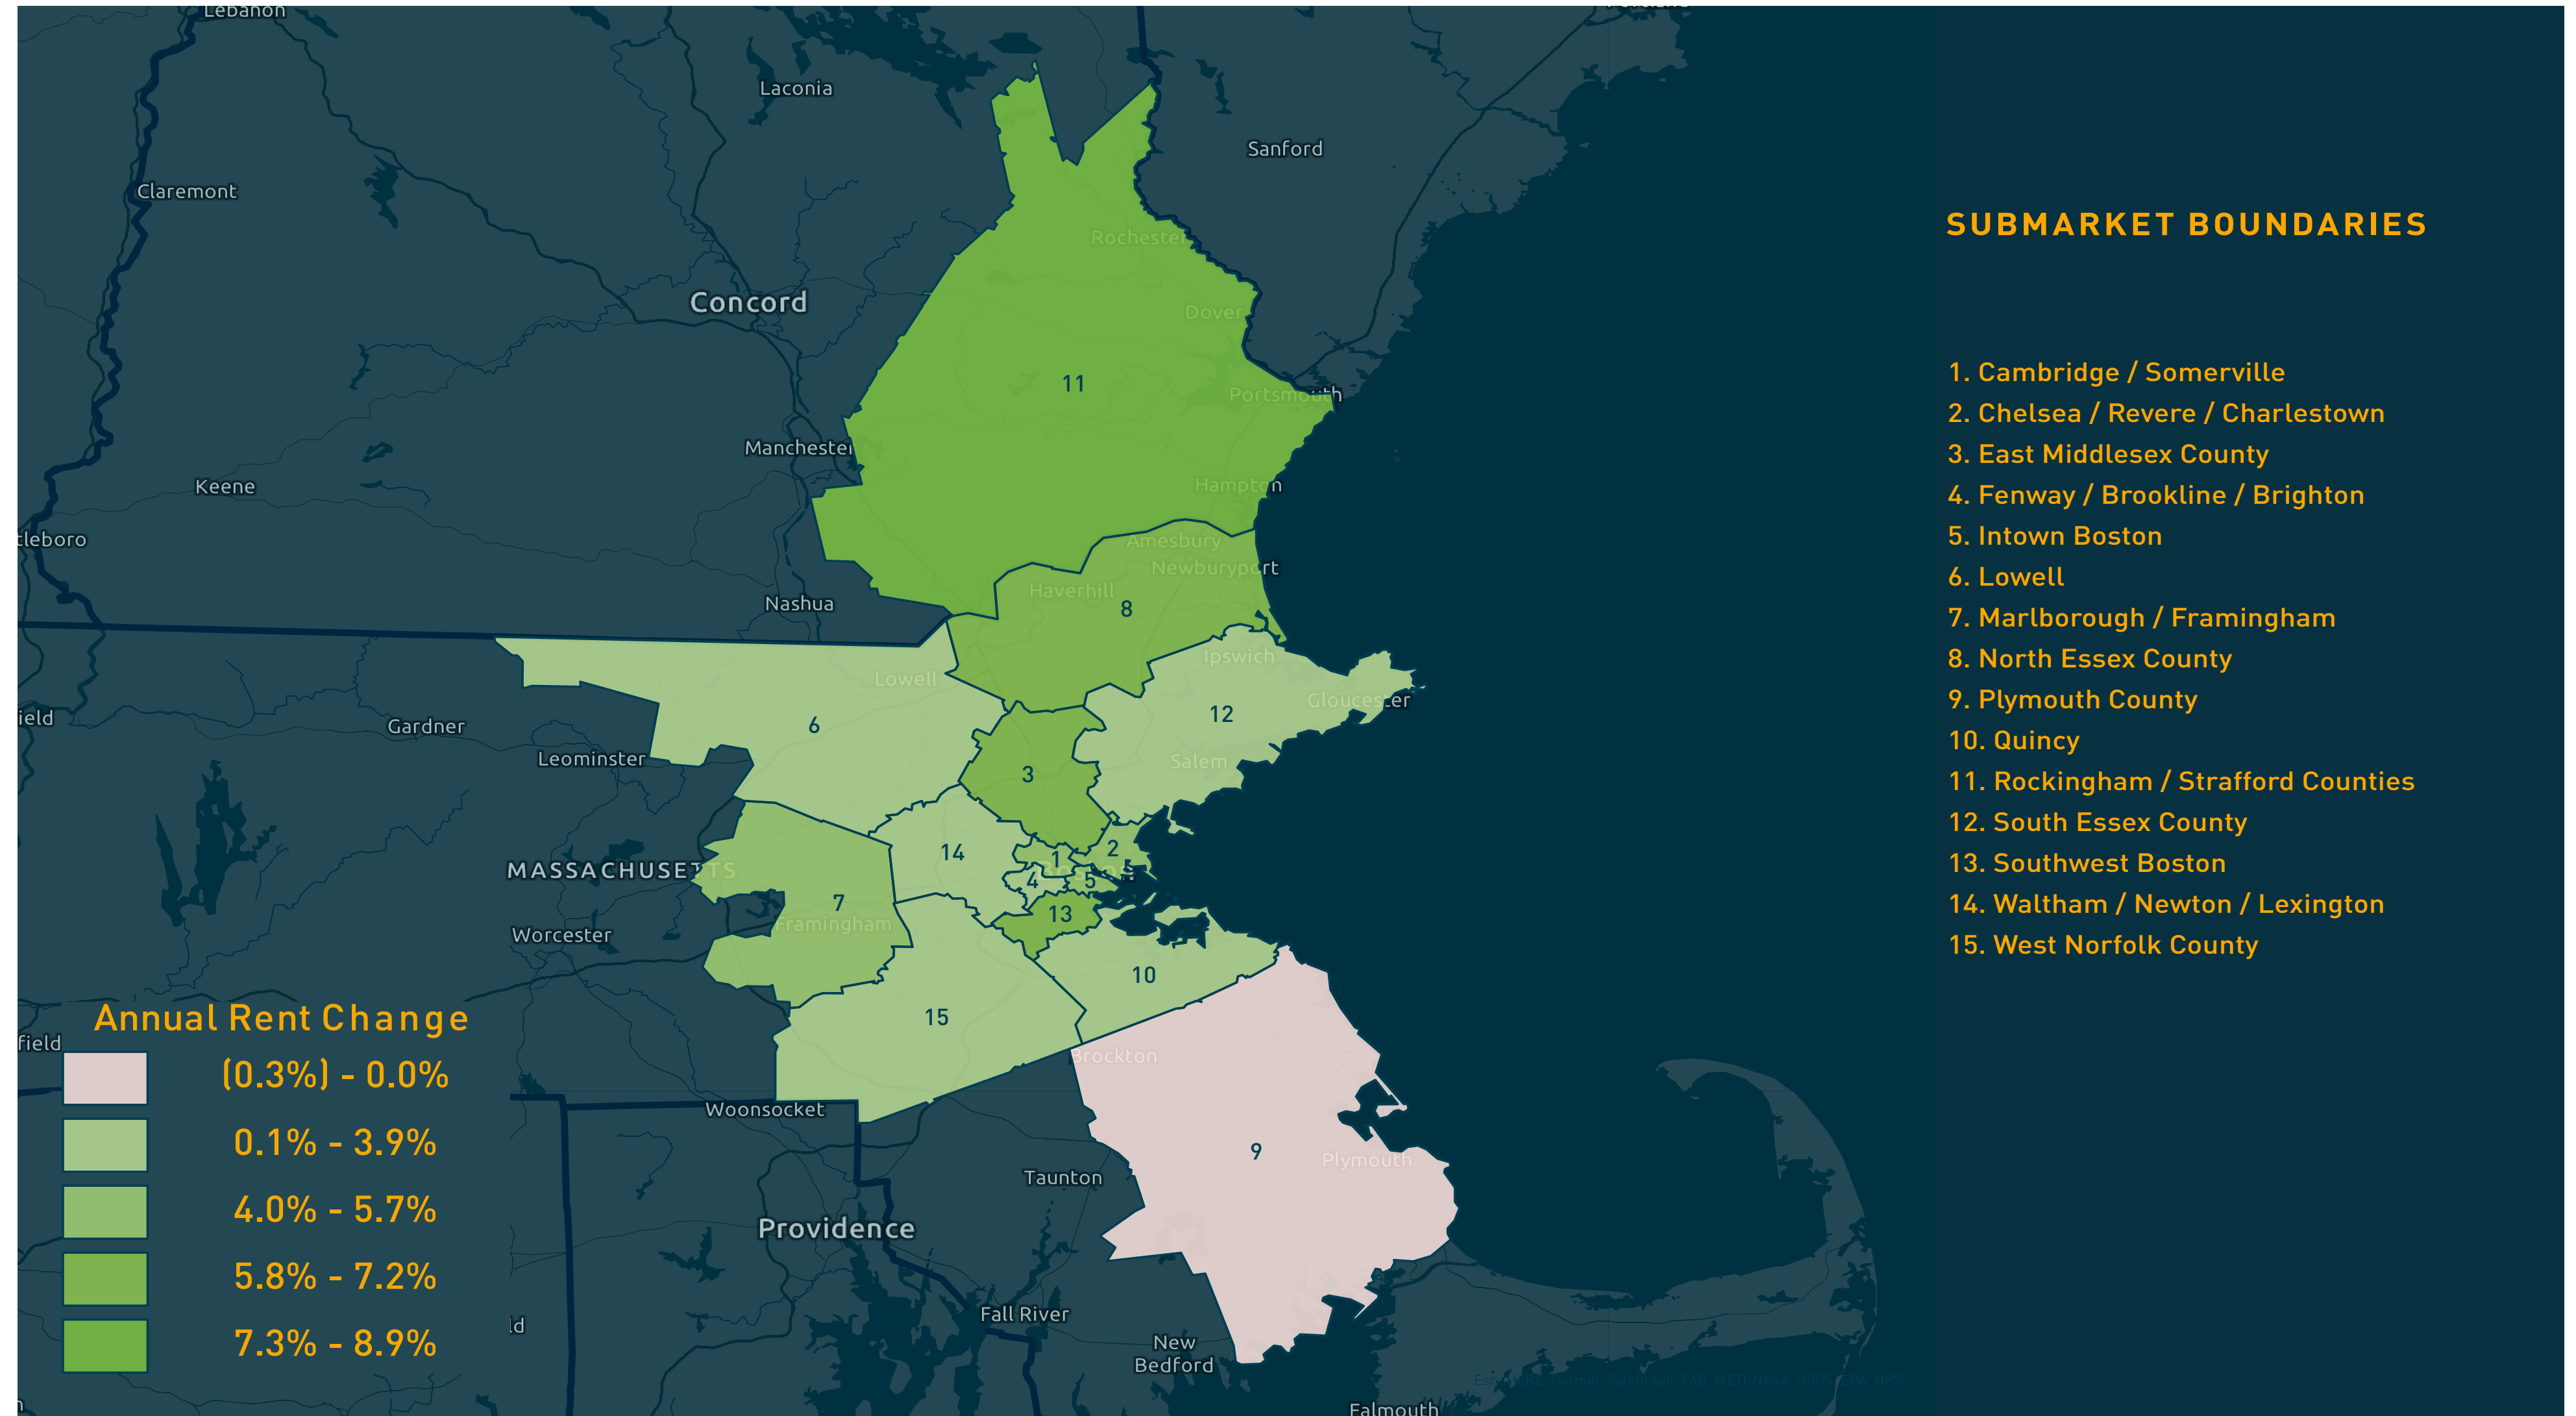 Lebanon
Laconia
Sanford
Claremont
Rochester
Concord
Dover
Portsmouth
Manchester
Keene
Hampton
tleboro
Amesbury
Newburyport
Haverhill
Nashua
Ipswich
Lowell
Gloucester
ield
Gardner
Leominster
Salem
MASSACHUSETTS
Boston
Framingham
Worcester
field
Brockton
Woonsocket
Plymouth
Taunton
Providence
Fall River
ld
New
Bedford
Falmouth
11
8
12
6
3
14
1
2
4
5
7
13
10
15
9
SUBMARKET BOUNDARIES
1. Cambridge / Somerville
2. Chelsea / Revere / Charlestown
3. East Middlesex County
4. Fenway / Brookline / Brighton
5. Intown Boston
6. Lowell
7. Marlborough / Framingham
8. North Essex County
9. Plymouth County
10. Quincy
11. Rockingham / Strafford Counties
12. South Essex County
13. Southwest Boston
14. Waltham / Newton / Lexington
15. West Norfolk County
Annual Rent Change
(0.3%) - 0.0%
0.1% - 3.9%
4.0% - 5.7%
5.8% - 7.2%
7.3% - 8.9%